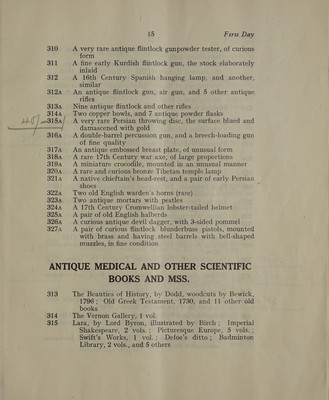 15 First Day
310 A very rare antique flintlock gunpowder tester, of curious
form
311 A fine early Kurdish flintlock gun, the stock elaborately
inlaid
312 A 16th Century Spanish hanging lamp, and another,
similar
312A An antique flintlock gun, air gun, and 5 other antique
rifles
313A Nine antique flintlock and other rifles
314A Two copper bowls, and 7 antique powder flasks
315A A very rare Persian throwing disc, the surface blued and
damascened with gold
316A A double-barrel percussion gun, and a breech-loading gun
of fine quality
317A An antique embossed breast plate, of unusual form
318A A rare 17th Century war axe, of large proportions
319A A miniature crocodile, mounted in an unusual manner
320A A rare and curious bronze Tibetan temple lamp
321A A native chieftain's head-rest, and a pair of early Persian
shoes
322A Two old English warden's horns (rare)
323A Two antique mortars with pestles
324A A 17th Century Cromwellian lobster-tailed helmet
325A A pair of old English halberds
326A A curious antique devil dagger, with 3-sided pommel
327A A pair of curious flintlock blunderbuss pistols, mounted
with brass and having steel barrels with bell-shaped
muzzles, in fine condition
ANTIQUE MEDICAL AND OTHER SCIENTIFIC
BOOKS AND MSS.
313 The Beauties of History, by Dodd, woodcuts by Bewick,
1796; Old Greek Testament, 1730, and 11 other old
books
314 The Vernon Gallery, 1 vol.
315 Lara, by Lord Byron, illustrated by Birch; Imperial
Shakespeare, 2 vols.; Picturesque Europe, 5 vols.;
Swift's Works, 1 vol.; Defoe's ditto; Badminton
Library, 2 vols., and 5 others